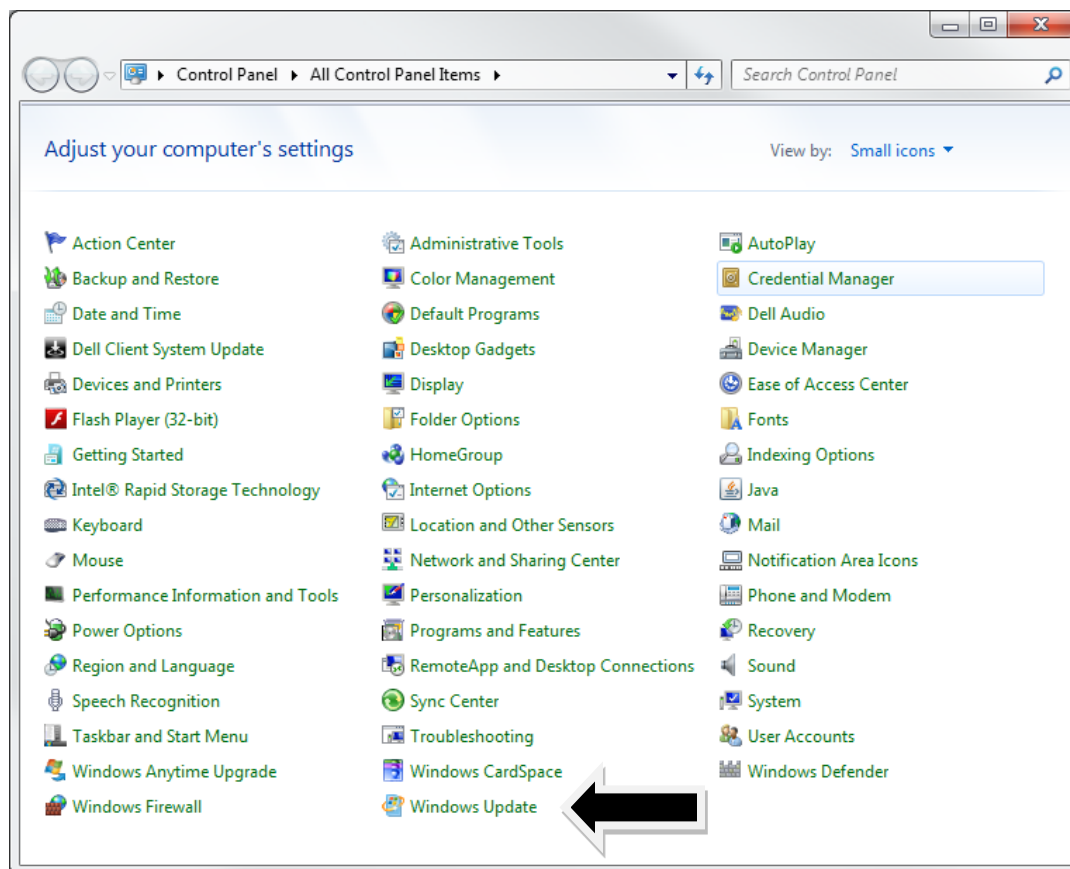 Control Panel ▸ All Control Panel Items ▸ Search Control Panel
Adjust your computer's settings View by: Small icons
Action Center Administrative Tools AutoPlay
Backup and Restore Color Management Credential Manager
Date and Time Default Programs Dell Audio
Dell Client System Update Desktop Gadgets Device Manager
Devices and Printers Display Ease of Access Center
Flash Player (32-bit) Folder Options Fonts
Getting Started HomeGroup Indexing Options
Intel® Rapid Storage Technology Internet Options Java
Keyboard Location and Other Sensors Mail
Mouse Network and Sharing Center Notification Area Icons
Performance Information and Tools Personalization Phone and Modem
Power Options Programs and Features Recovery
Region and Language RemoteApp and Desktop Connections Sound
Speech Recognition Sync Center System
Taskbar and Start Menu Troubleshooting User Accounts
Windows Anytime Upgrade Windows CardSpace Windows Defender
Windows Firewall Windows Update